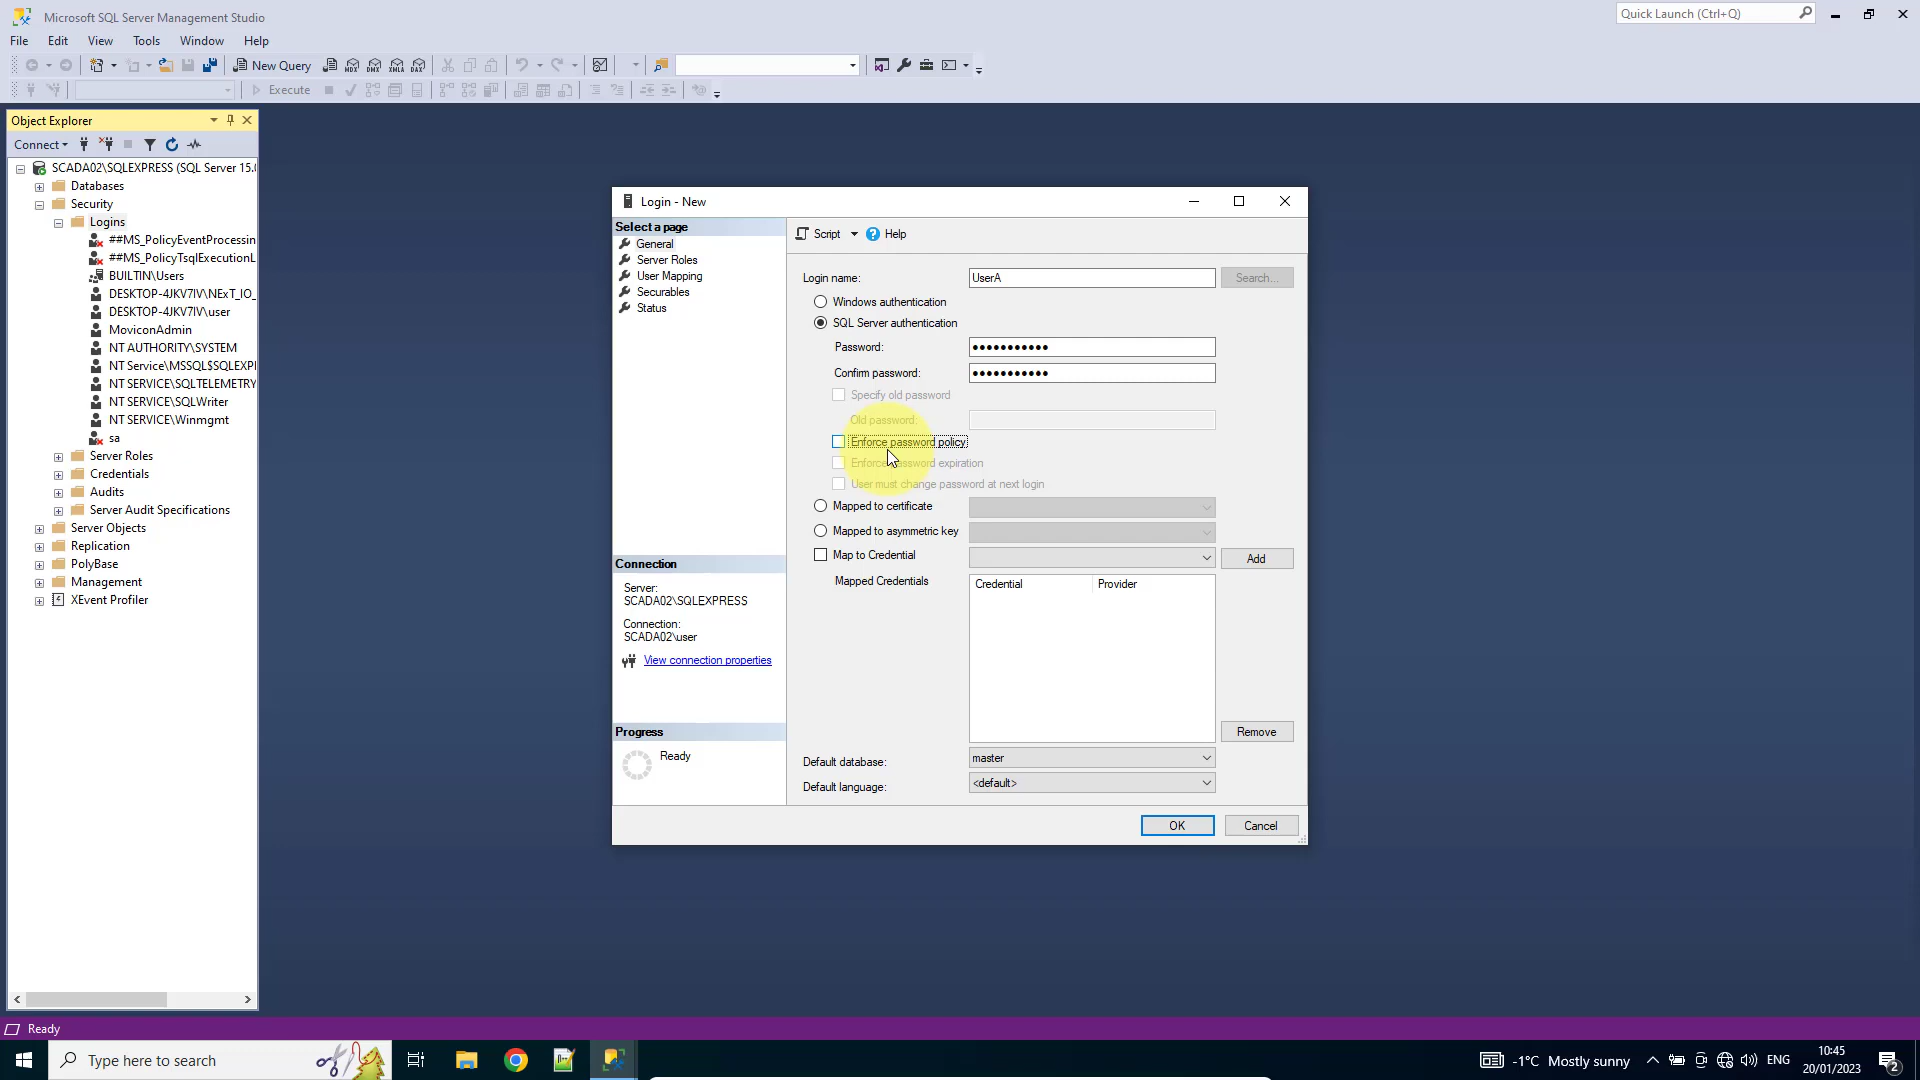 Microsoft SQL Server Management Studio
Quick Launch (Ctrl+Q)
File Edit View Tools Window Help
New Query
MDX DMX XMLA DAX
Execute
Object Explorer
Connect
SCADA02\SQLEXPRESS (SQL Server 15.0
Databases
Security
Logins
##MS_PolicyEventProcessin
##MS_PolicyTsqlExecutionL
BUILTIN\Users
DESKTOP-4JKV7IV\NExT_IO_
DESKTOP-4JKV7IV\user
MoviconAdmin
NT AUTHORITY\SYSTEM
NT Service\MSSQL$SQLEXPI
NT SERVICE\SQLTELEMETRY
NT SERVICE\SQLWriter
NT SERVICE\Winmgmt
sa
Server Roles
Credentials
Audits
Server Audit Specifications
Server Objects
Replication
PolyBase
Management
XEvent Profiler
Login - New
Select a page
General
Server Roles
User Mapping
Securables
Status
Connection
Server:
SCADA02\SQLEXPRESS
Connection:
SCADA02\user
View connection properties
Progress
Ready
Script Help
Login name: UserA Search...
Windows authentication
SQL Server authentication
Password: ●●●●●●●●●●●
Confirm password: ●●●●●●●●●●●
Specify old password
Old password:
Enforce password policy
Enforce password expiration
User must change password at next login
Mapped to certificate
Mapped to asymmetric key
Map to Credential Add
Mapped Credentials Credential Provider
Remove
Default database: master
Default language: <default>
OK Cancel
Ready
Type here to search
-1°C Mostly sunny ENG 10:45
20/01/2023
2